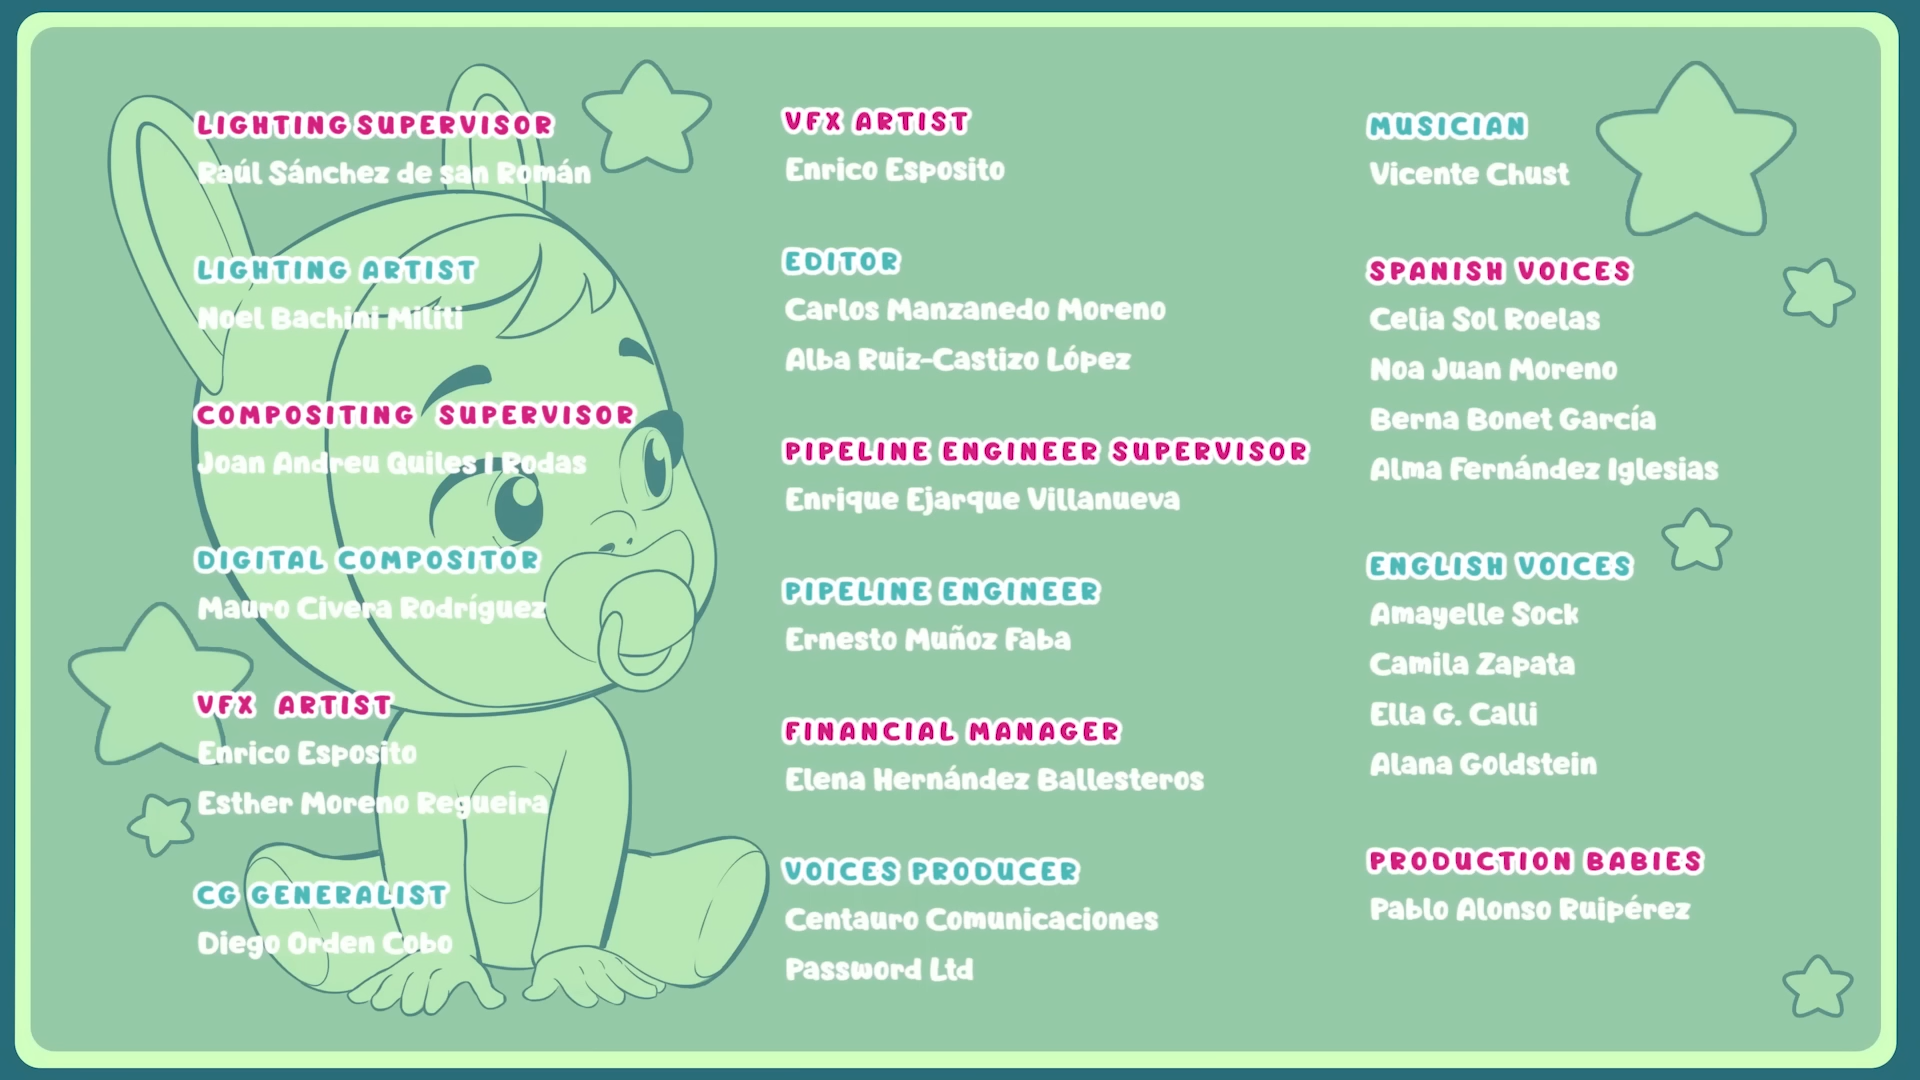 LIGHTING SUPERVISOR
Raúl Sánchez de san Román
LIGHTING ARTIST
Noel Bachini Militi
COMPOSITING SUPERVISOR
Joan Andreu Quiles I Rodas
DIGITAL COMPOSITOR
Mauro Civera Rodríguez
VFX ARTIST
Enrico Esposito
Esther Moreno Regueira
CG GENERALIST
Diego Orden Cobo
VFX ARTIST
Enrico Esposito
EDITOR
Carlos Manzanedo Moreno
Alba Ruiz-Castizo López
PIPELINE ENGINEER SUPERVISOR
Enrique Ejarque Villanueva
PIPELINE ENGINEER
Ernesto Muñoz Faba
FINANCIAL MANAGER
Elena Hernández Ballesteros
VOICES PRODUCER
Centauro Comunicaciones
Password Ltd
MUSICIAN
Vicente Chust
SPANISH VOICES
Celia Sol Roelas
Noa Juan Moreno
Berna Bonet García
Alma Fernández Iglesias
ENGLISH VOICES
Amayelle Sock
Camila Zapata
Ella G. Calli
Alana Goldstein
PRODUCTION BABIES
Pablo Alonso Ruipérez